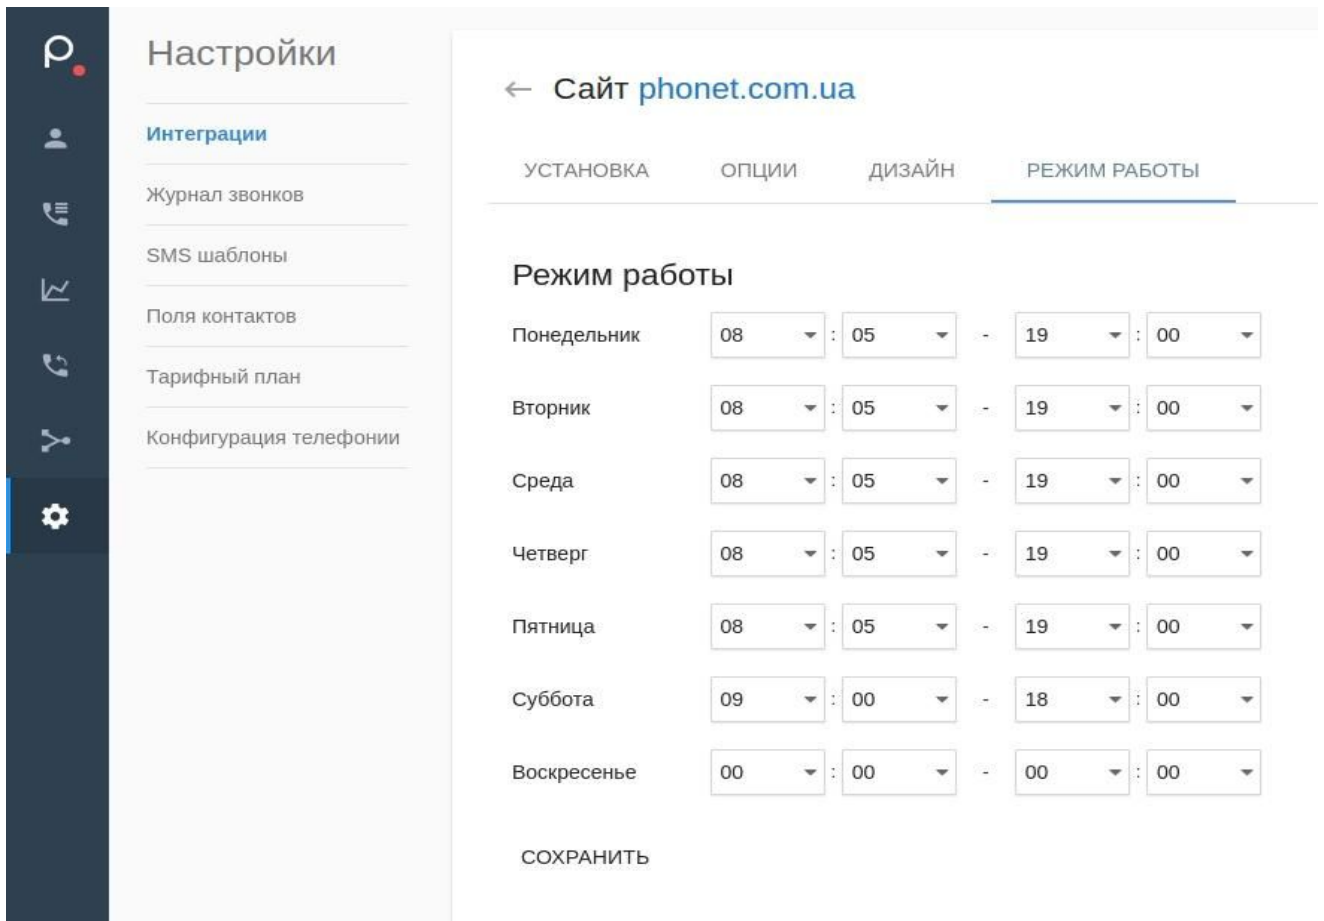 Настройки
Интеграции
Журнал звонков
SMS шаблоны
Поля контактов
Тарифный план
Конфигурация телефонии
← Сайт phonet.com.ua
УСТАНОВКА ОПЦИИ ДИЗАЙН РЕЖИМ РАБОТЫ
Режим работы
Понедельник 08 : 05 - 19 : 00
Вторник 08 : 05 - 19 : 00
Среда 08 : 05 - 19 : 00
Четверг 08 : 05 - 19 : 00
Пятница 08 : 05 - 19 : 00
Суббота 09 : 00 - 18 : 00
Воскресенье 00 : 00 - 00 : 00
СОХРАНИТЬ